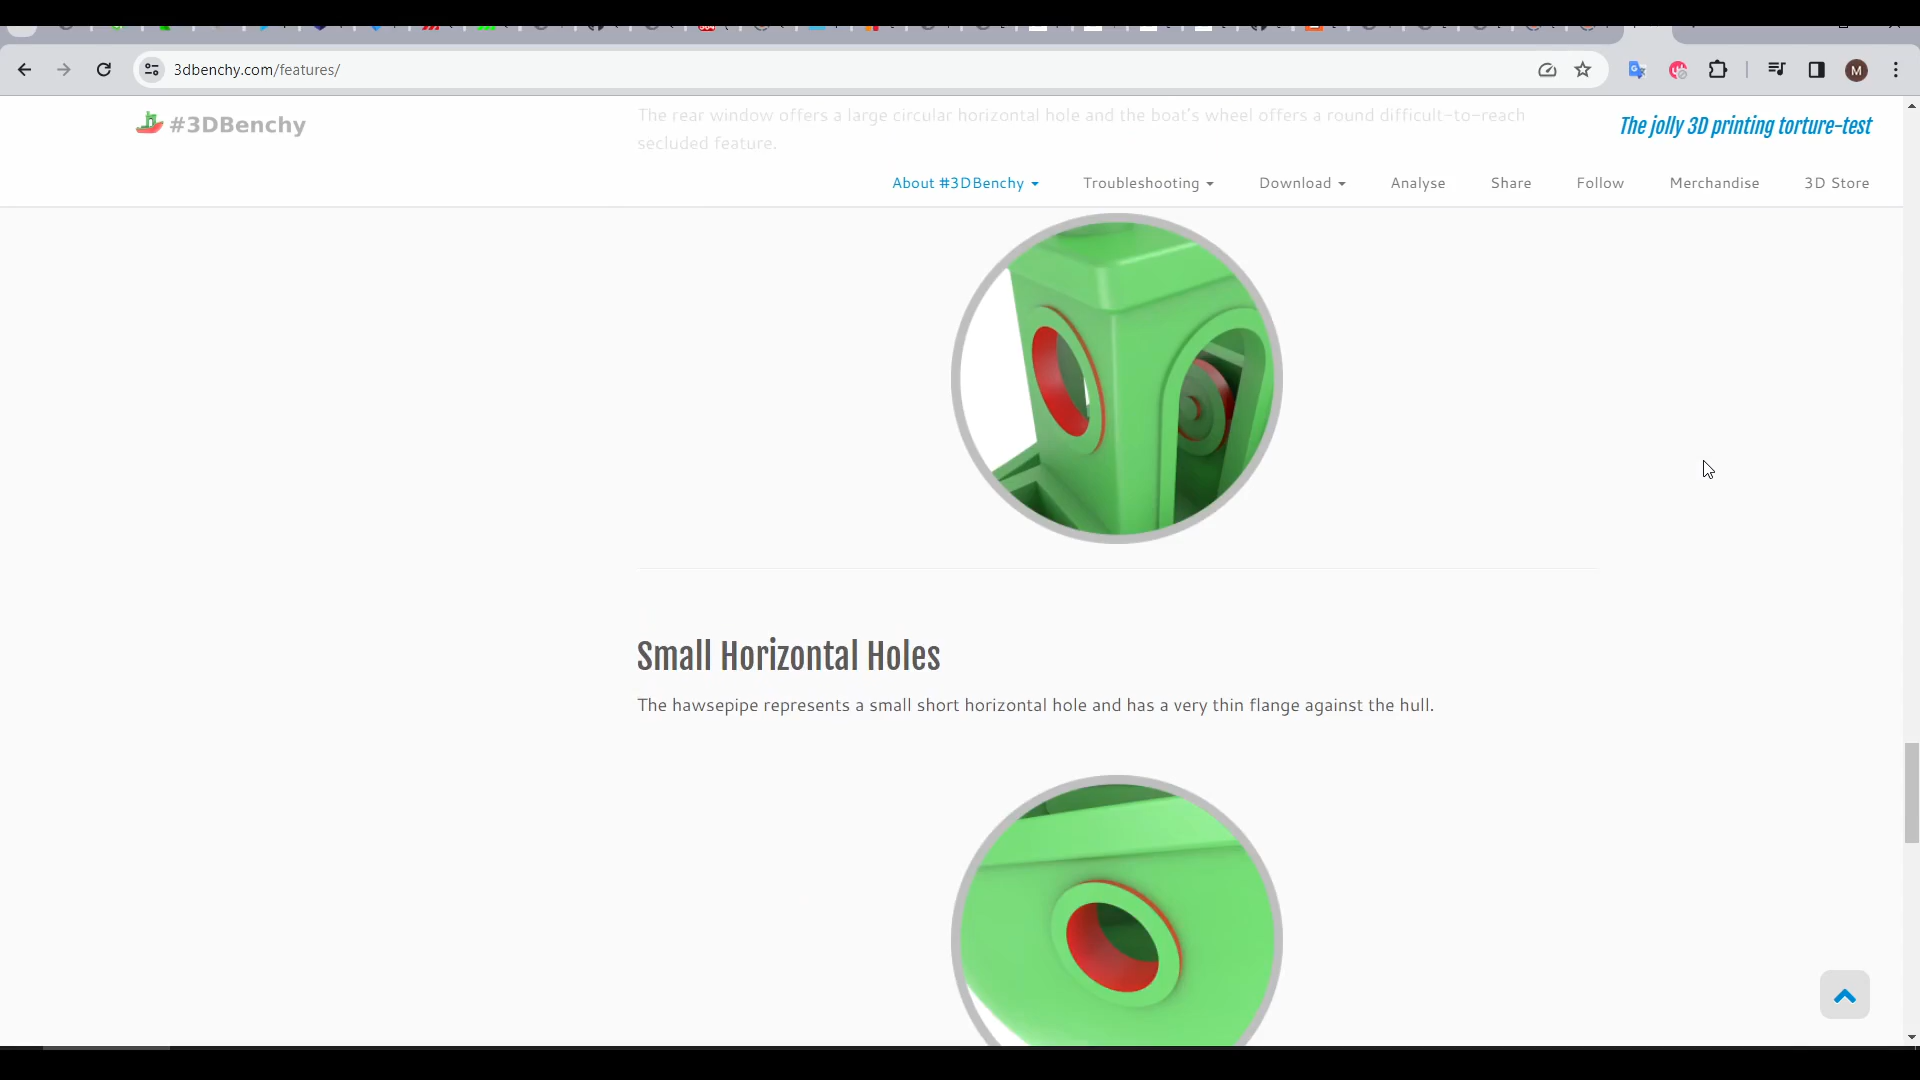 3dbenchy.com/features/
M
#3DBenchy
The rear window offers a large circular horizontal hole and the boat’s wheel offers a round difficult-to-reach
secluded feature.
The jolly 3D printing torture-test
About #3DBenchy Troubleshooting Download Analyse Share Follow Merchandise 3D Store
Small Horizontal Holes
The hawsepipe represents a small short horizontal hole and has a very thin flange against the hull.